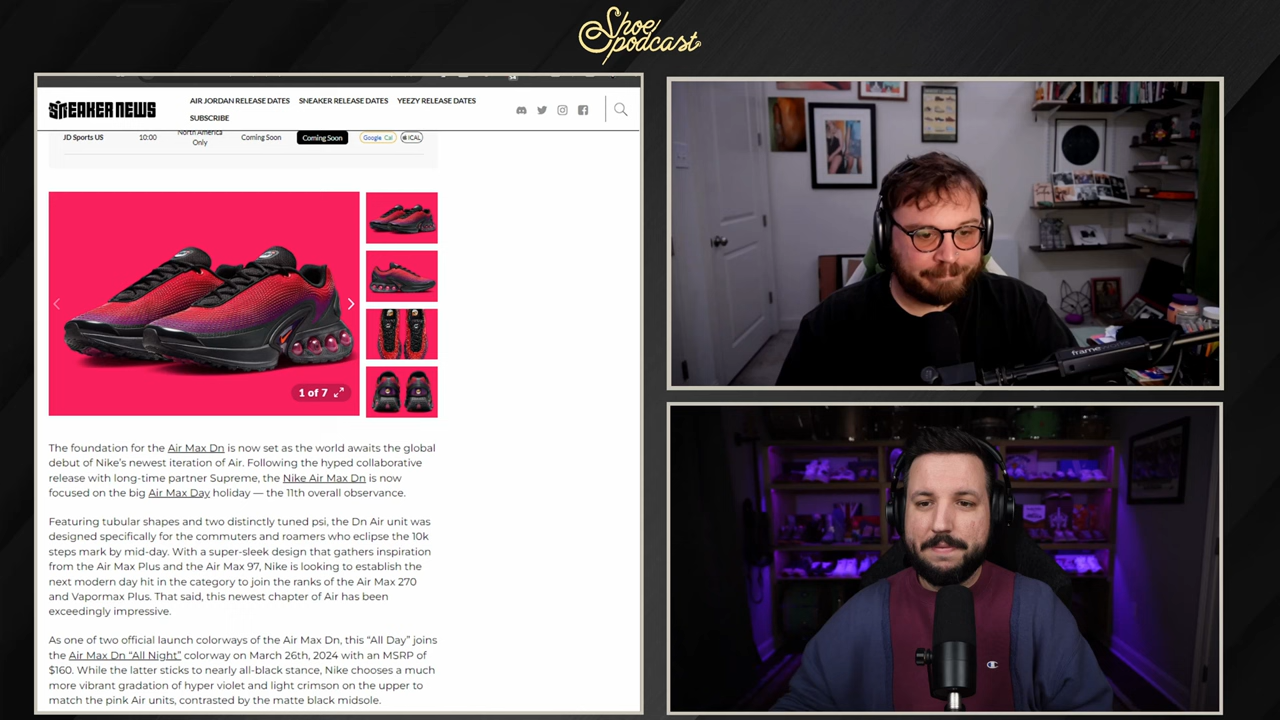 Shoe
podcast
SNEAKER NEWS
AIR JORDAN RELEASE DATES SNEAKER RELEASE DATES YEEZY RELEASE DATES
SUBSCRIBE
JD Sports US 10:00 North America Only Coming Soon Coming Soon Google Cal ICAL
1 of 7
The foundation for the Air Max Dn is now set as the world awaits the global
debut of Nike's newest iteration of Air. Following the hyped collaborative
release with long-time partner Supreme, the Nike Air Max Dn is now
focused on the big Air Max Day holiday — the 11th overall observance.
Featuring tubular shapes and two distinctly tuned psi, the Dn Air unit was
designed specifically for the commuters and roamers who eclipse the 10k
steps mark by mid-day. With a super-sleek design that gathers inspiration
from the Air Max Plus and the Air Max 97, Nike is looking to establish the
next modern day hit in the category to join the ranks of the Air Max 270
and Vapormax Plus. That said, this newest chapter of Air has been
exceedingly impressive.
As one of two official launch colorways of the Air Max Dn, this “All Day” joins
the Air Max Dn “All Night” colorway on March 26th, 2024 with an MSRP of
$160. While the latter sticks to nearly all-black stance, Nike chooses a much
more vibrant gradation of hyper violet and light crimson on the upper to
match the pink Air units, contrasted by the matte black midsole.